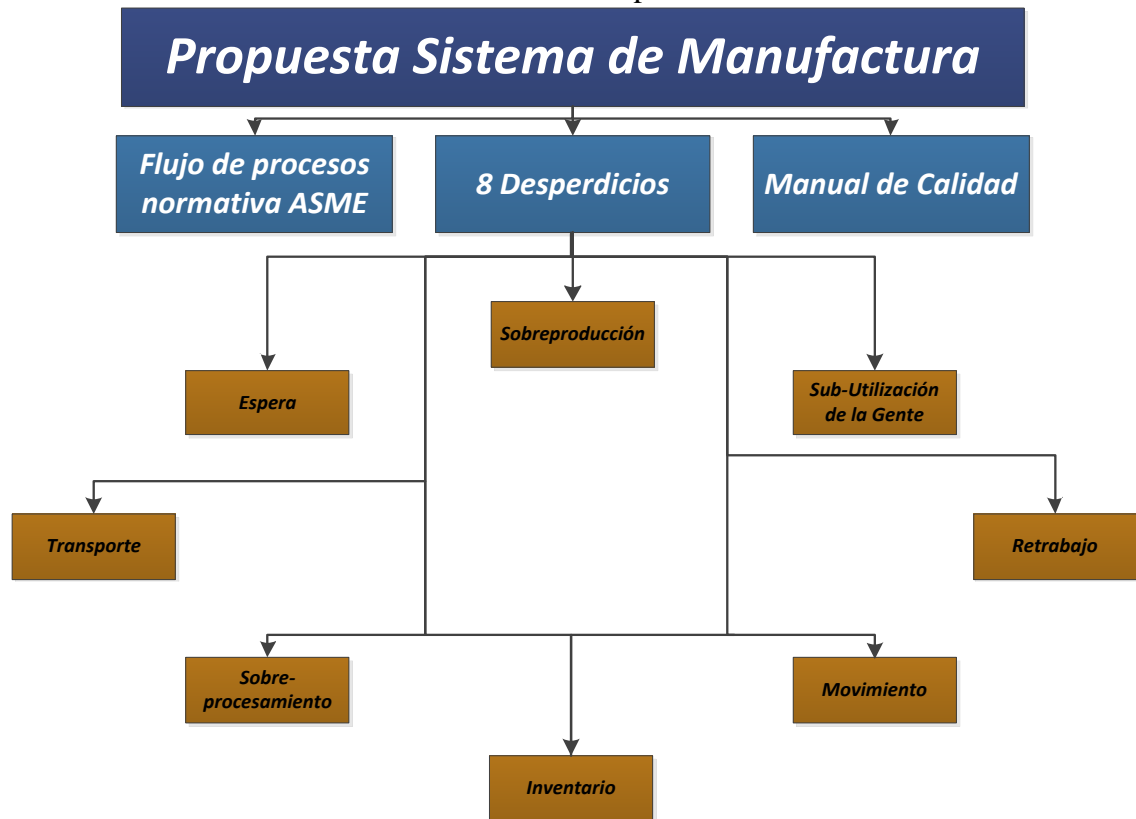 Propuesta Sistema de Manufactura
Flujo de procesos
normativa ASME
8 Desperdicios
Manual de Calidad
Sobreproducción
Espera
Sub-Utilización
de la Gente
Transporte
Retrabajo
Sobre-
procesamiento
Movimiento
Inventario